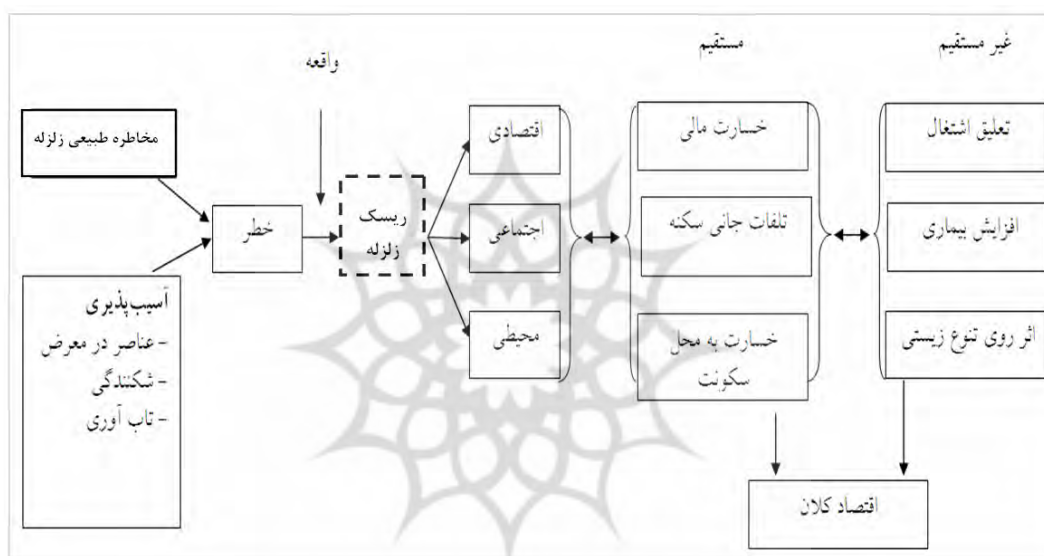 غیر مستقیم
مستقیم
واقعه
مخاطره طبیعی زلزله
آسیب‌پذیری
- عناصر در معرض
- شکنندگی
- تاب آوری
خطر
ریسک
زلزله
اقتصادی
اجتماعی
محیطی
خسارت مالی
تلفات جانی سکنه
خسارت به محل
سکونت
تعلیق اشتغال
افزایش بیماری
اثر روی تنوع زیستی
اقتصاد کلان